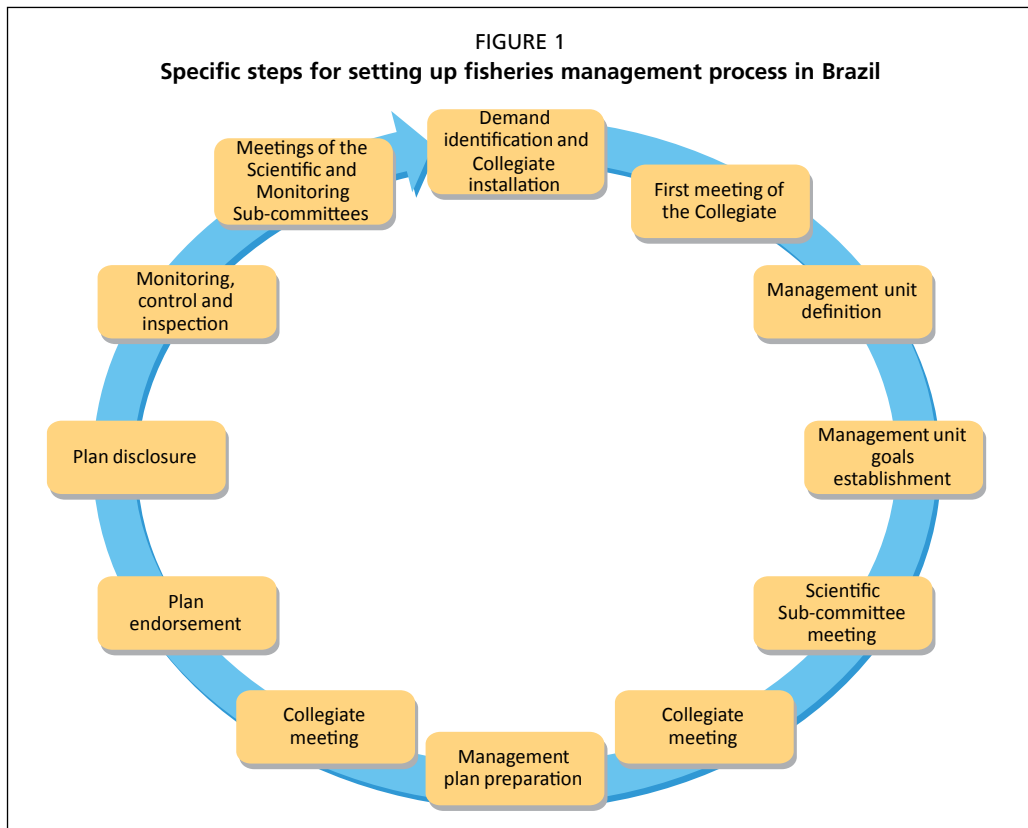 FIGURE 1
Specific steps for setting up fisheries management process in Brazil
Demand
identification and
Collegiate
installation
First meeting of
the Collegiate
Management unit
definition
Management unit
goals
establishment
Scientific
Sub-committee
meeting
Collegiate
meeting
Management
plan preparation
Collegiate
meeting
Plan
endorsement
Plan disclosure
Monitoring,
control and
inspection
Meetings of the
Scientific and
Monitoring
Sub-committees